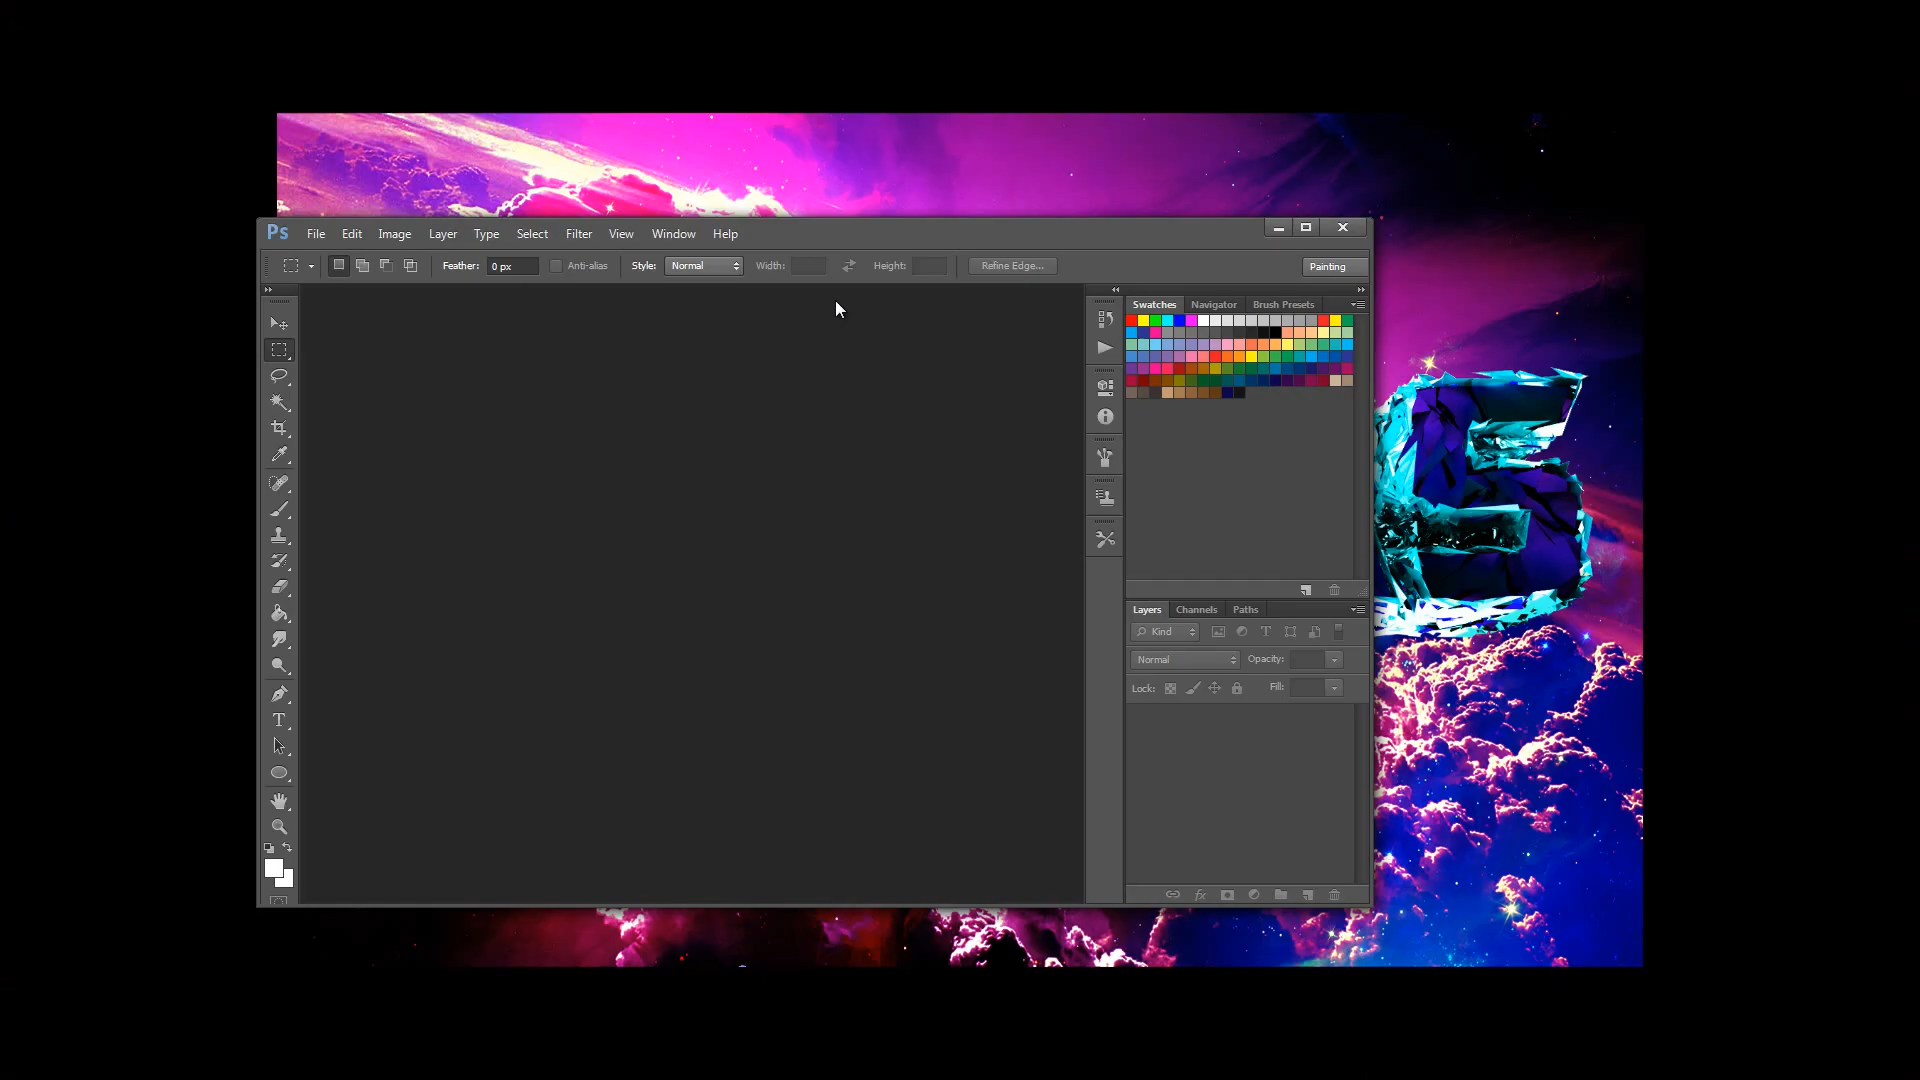 Ps File Edit Image Layer Type Select Filter View Window Help
Feather: 0 px Anti-alias Style: Normal Width: Height: Refine Edge... Painting
Swatches Navigator Brush Presets
Layers Channels Paths
Kind
Normal Opacity:
Lock: Fill: